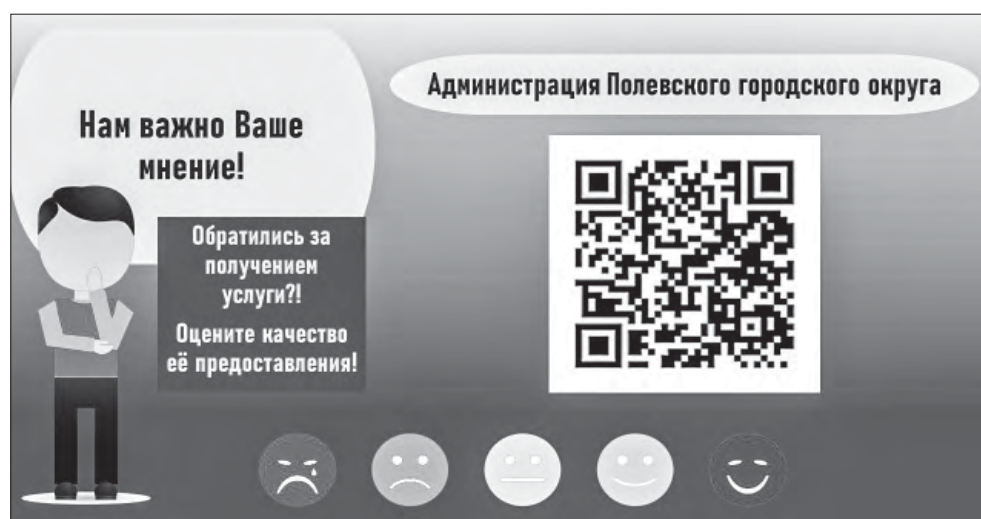 Нам важно Ваше
мнение!
Обратились за
получением
услуги?!
Оцените качество
её предоставления!
Администрация Полевского городского округа